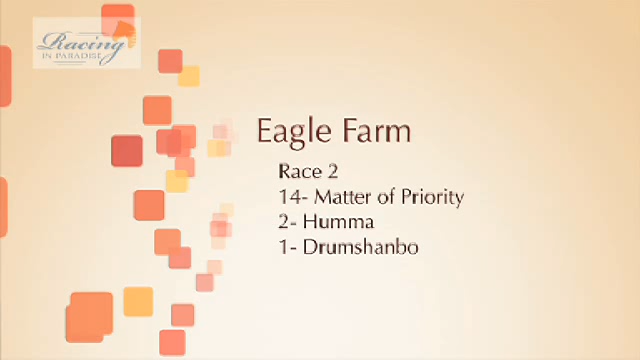 Racing
IN PARADISE
Eagle Farm
Race 2
14- Matter of Priority
2- Humma
1- Drumshanbo